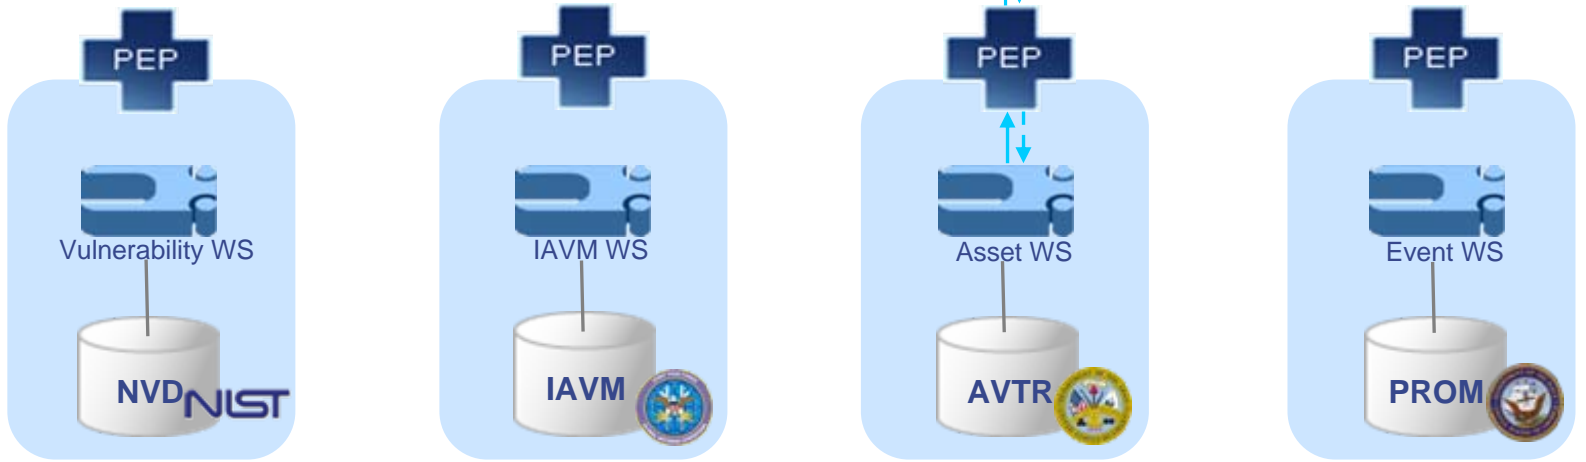 PEP
PEP
PEP
PEP
Vulnerability WS
IAVM WS
Asset WS
Event WS
NVD
NIST
IAVM
AVTR
PROM